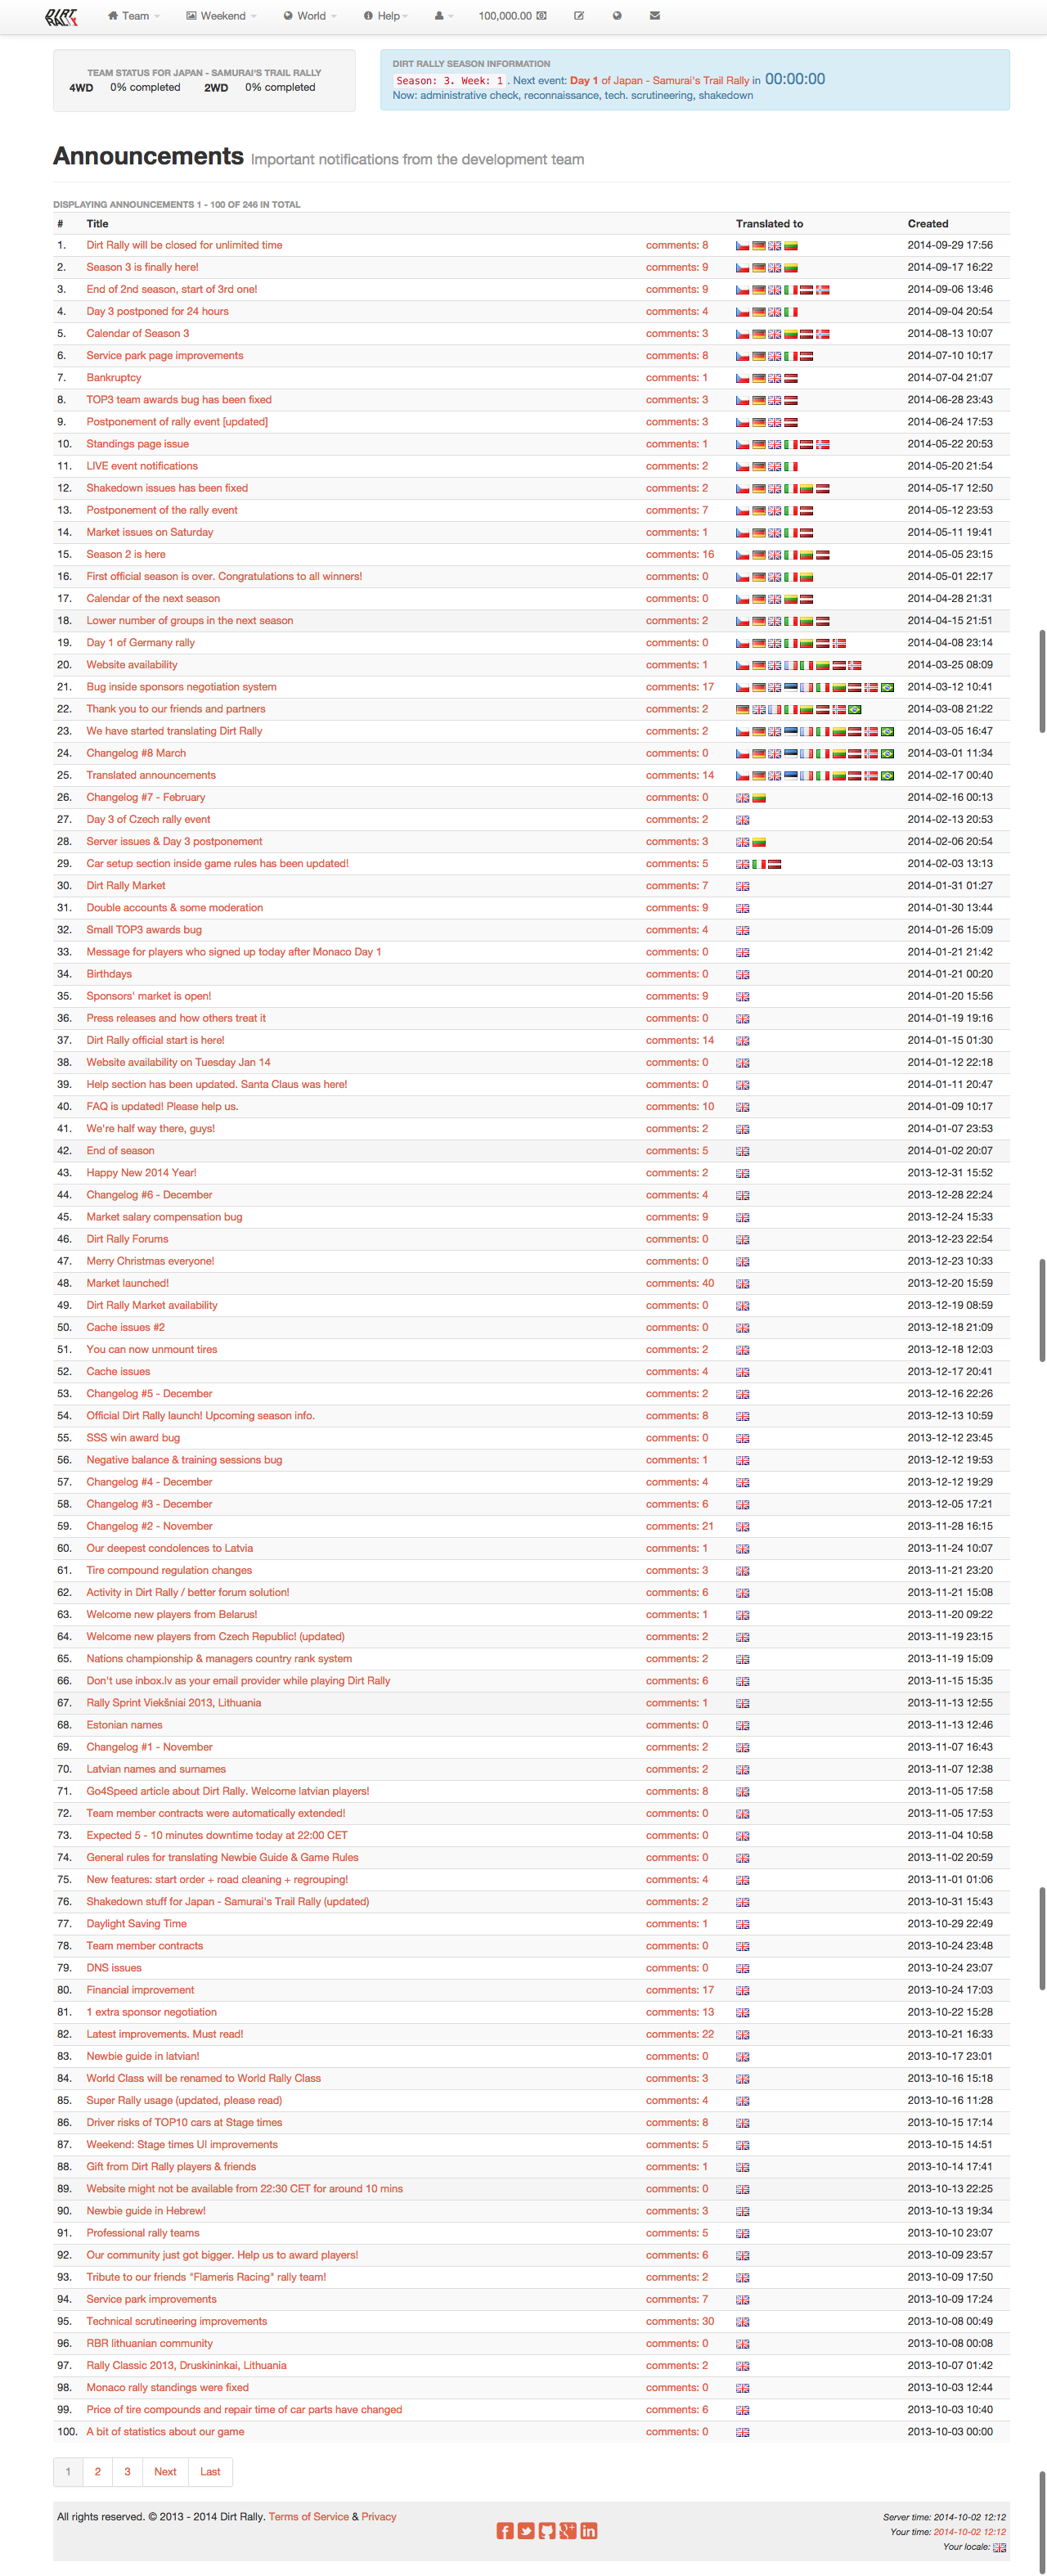 DIRT RALLY Team Weekend World Help 100,000.00
TEAM STATUS FOR JAPAN - SAMURAI'S TRAIL RALLY
4WD 0% completed 2WD 0% completed
DIRT RALLY SEASON INFORMATION
Season: 3. Week: 1 . Next event: Day 1 of Japan - Samurai's Trail Rally in 00:00:00
Now: administrative check, reconnaissance, tech. scrutineering, shakedown
Announcements Important notifications from the development team
DISPLAYING ANNOUNCEMENTS 1 - 100 OF 246 IN TOTAL
# Title Translated to Created
1. Dirt Rally will be closed for unlimited time comments: 8 2014-09-29 17:56
2. Season 3 is finally here! comments: 9 2014-09-17 16:22
3. End of 2nd season, start of 3rd one! comments: 9 2014-09-06 13:46
4. Day 3 postponed for 24 hours comments: 4 2014-09-04 20:54
5. Calendar of Season 3 comments: 3 2014-08-13 10:07
6. Service park page improvements comments: 8 2014-07-10 10:17
7. Bankruptcy comments: 1 2014-07-04 21:07
8. TOP3 team awards bug has been fixed comments: 3 2014-06-28 23:43
9. Postponement of rally event [updated] comments: 3 2014-06-24 17:53
10. Standings page issue comments: 1 2014-05-22 20:53
11. LIVE event notifications comments: 2 2014-05-20 21:54
12. Shakedown issues has been fixed comments: 2 2014-05-17 12:50
13. Postponement of the rally event comments: 7 2014-05-12 23:53
14. Market issues on Saturday comments: 1 2014-05-11 19:41
15. Season 2 is here comments: 16 2014-05-05 23:15
16. First official season is over. Congratulations to all winners! comments: 0 2014-05-01 22:17
17. Calendar of the next season comments: 0 2014-04-28 21:31
18. Lower number of groups in the next season comments: 2 2014-04-15 21:51
19. Day 1 of Germany rally comments: 0 2014-04-08 23:14
20. Website availability comments: 1 2014-03-25 08:09
21. Bug inside sponsors negotiation system comments: 17 2014-03-12 10:41
22. Thank you to our friends and partners comments: 2 2014-03-08 21:22
23. We have started translating Dirt Rally comments: 2 2014-03-05 16:47
24. Changelog #8 March comments: 0 2014-03-01 11:34
25. Translated announcements comments: 14 2014-02-17 00:40
26. Changelog #7 - February comments: 0 2014-02-16 00:13
27. Day 3 of Czech rally event comments: 2 2014-02-13 20:53
28. Server issues & Day 3 postponement comments: 3 2014-02-06 20:54
29. Car setup section inside game rules has been updated! comments: 5 2014-02-03 13:13
30. Dirt Rally Market comments: 7 2014-01-31 01:27
31. Double accounts & some moderation comments: 9 2014-01-30 13:44
32. Small TOP3 awards bug comments: 4 2014-01-26 15:09
33. Message for players who signed up today after Monaco Day 1 comments: 0 2014-01-21 21:42
34. Birthdays comments: 0 2014-01-21 00:20
35. Sponsors' market is open! comments: 9 2014-01-20 15:56
36. Press releases and how others treat it comments: 0 2014-01-19 19:16
37. Dirt Rally official start is here! comments: 14 2014-01-15 01:30
38. Website availability on Tuesday Jan 14 comments: 0 2014-01-12 22:18
39. Help section has been updated. Santa Claus was here! comments: 0 2014-01-11 20:47
40. FAQ is updated! Please help us. comments: 10 2014-01-09 10:17
41. We're half way there, guys! comments: 2 2014-01-07 23:53
42. End of season comments: 5 2014-01-02 20:07
43. Happy New 2014 Year! comments: 2 2013-12-31 15:52
44. Changelog #6 - December comments: 4 2013-12-28 22:24
45. Market salary compensation bug comments: 9 2013-12-24 15:33
46. Dirt Rally Forums comments: 0 2013-12-23 22:54
47. Merry Christmas everyone! comments: 0 2013-12-23 10:33
48. Market launched! comments: 40 2013-12-20 15:59
49. Dirt Rally Market availability comments: 0 2013-12-19 08:59
50. Cache issues #2 comments: 0 2013-12-18 21:09
51. You can now unmount tires comments: 2 2013-12-18 12:03
52. Cache issues comments: 4 2013-12-17 20:41
53. Changelog #5 - December comments: 2 2013-12-16 22:26
54. Official Dirt Rally launch! Upcoming season info. comments: 8 2013-12-13 10:59
55. SSS win award bug comments: 0 2013-12-12 23:45
56. Negative balance & training sessions bug comments: 1 2013-12-12 19:53
57. Changelog #4 - December comments: 4 2013-12-12 19:29
58. Changelog #3 - December comments: 6 2013-12-05 17:21
59. Changelog #2 - November comments: 21 2013-11-28 16:15
60. Our deepest condolences to Latvia comments: 1 2013-11-24 10:07
61. Tire compound regulation changes comments: 3 2013-11-21 23:20
62. Activity in Dirt Rally / better forum solution! comments: 6 2013-11-21 15:08
63. Welcome new players from Belarus! comments: 1 2013-11-20 09:22
64. Welcome new players from Czech Republic! (updated) comments: 2 2013-11-19 23:15
65. Nations championship & managers country rank system comments: 2 2013-11-19 15:09
66. Don't use inbox.lv as your email provider while playing Dirt Rally comments: 6 2013-11-15 15:35
67. Rally Sprint Viekšniai 2013, Lithuania comments: 1 2013-11-13 12:55
68. Estonian names comments: 0 2013-11-13 12:46
69. Changelog #1 - November comments: 2 2013-11-07 16:43
70. Latvian names and surnames comments: 2 2013-11-07 12:38
71. Go4Speed article about Dirt Rally. Welcome latvian players! comments: 8 2013-11-05 17:58
72. Team member contracts were automatically extended! comments: 0 2013-11-05 17:53
73. Expected 5 - 10 minutes downtime today at 22:00 CET comments: 0 2013-11-04 10:58
74. General rules for translating Newbie Guide & Game Rules comments: 0 2013-11-02 20:59
75. New features: start order + road cleaning + regrouping! comments: 4 2013-11-01 01:06
76. Shakedown stuff for Japan - Samurai's Trail Rally (updated) comments: 2 2013-10-31 15:43
77. Daylight Saving Time comments: 1 2013-10-29 22:49
78. Team member contracts comments: 0 2013-10-24 23:48
79. DNS issues comments: 0 2013-10-24 23:07
80. Financial improvement comments: 17 2013-10-24 17:03
81. 1 extra sponsor negotiation comments: 13 2013-10-22 15:28
82. Latest improvements. Must read! comments: 22 2013-10-21 16:33
83. Newbie guide in latvian! comments: 0 2013-10-17 23:01
84. World Class will be renamed to World Rally Class comments: 3 2013-10-16 15:18
85. Super Rally usage (updated, please read) comments: 4 2013-10-16 11:28
86. Driver risks of TOP10 cars at Stage times comments: 8 2013-10-15 17:14
87. Weekend: Stage times UI improvements comments: 5 2013-10-15 14:51
88. Gift from Dirt Rally players & friends comments: 1 2013-10-14 17:41
89. Website might not be available from 22:30 CET for around 10 mins comments: 0 2013-10-13 22:25
90. Newbie guide in Hebrew! comments: 3 2013-10-13 19:34
91. Professional rally teams comments: 5 2013-10-10 23:07
92. Our community just got bigger. Help us to award players! comments: 6 2013-10-09 23:57
93. Tribute to our friends "Flameris Racing" rally team! comments: 2 2013-10-09 17:50
94. Service park improvements comments: 7 2013-10-09 17:24
95. Technical scrutineering improvements comments: 30 2013-10-08 00:49
96. RBR lithuanian community comments: 0 2013-10-08 00:08
97. Rally Classic 2013, Druskininkai, Lithuania comments: 2 2013-10-07 01:42
98. Monaco rally standings were fixed comments: 0 2013-10-03 12:44
99. Price of tire compounds and repair time of car parts have changed comments: 6 2013-10-03 10:40
100. A bit of statistics about our game comments: 0 2013-10-03 00:00
1 2 3 Next Last
All rights reserved. © 2013 - 2014 Dirt Rally. Terms of Service & Privacy
Server time: 2014-10-02 12:12
Your time: 2014-10-02 12:12
Your locale: